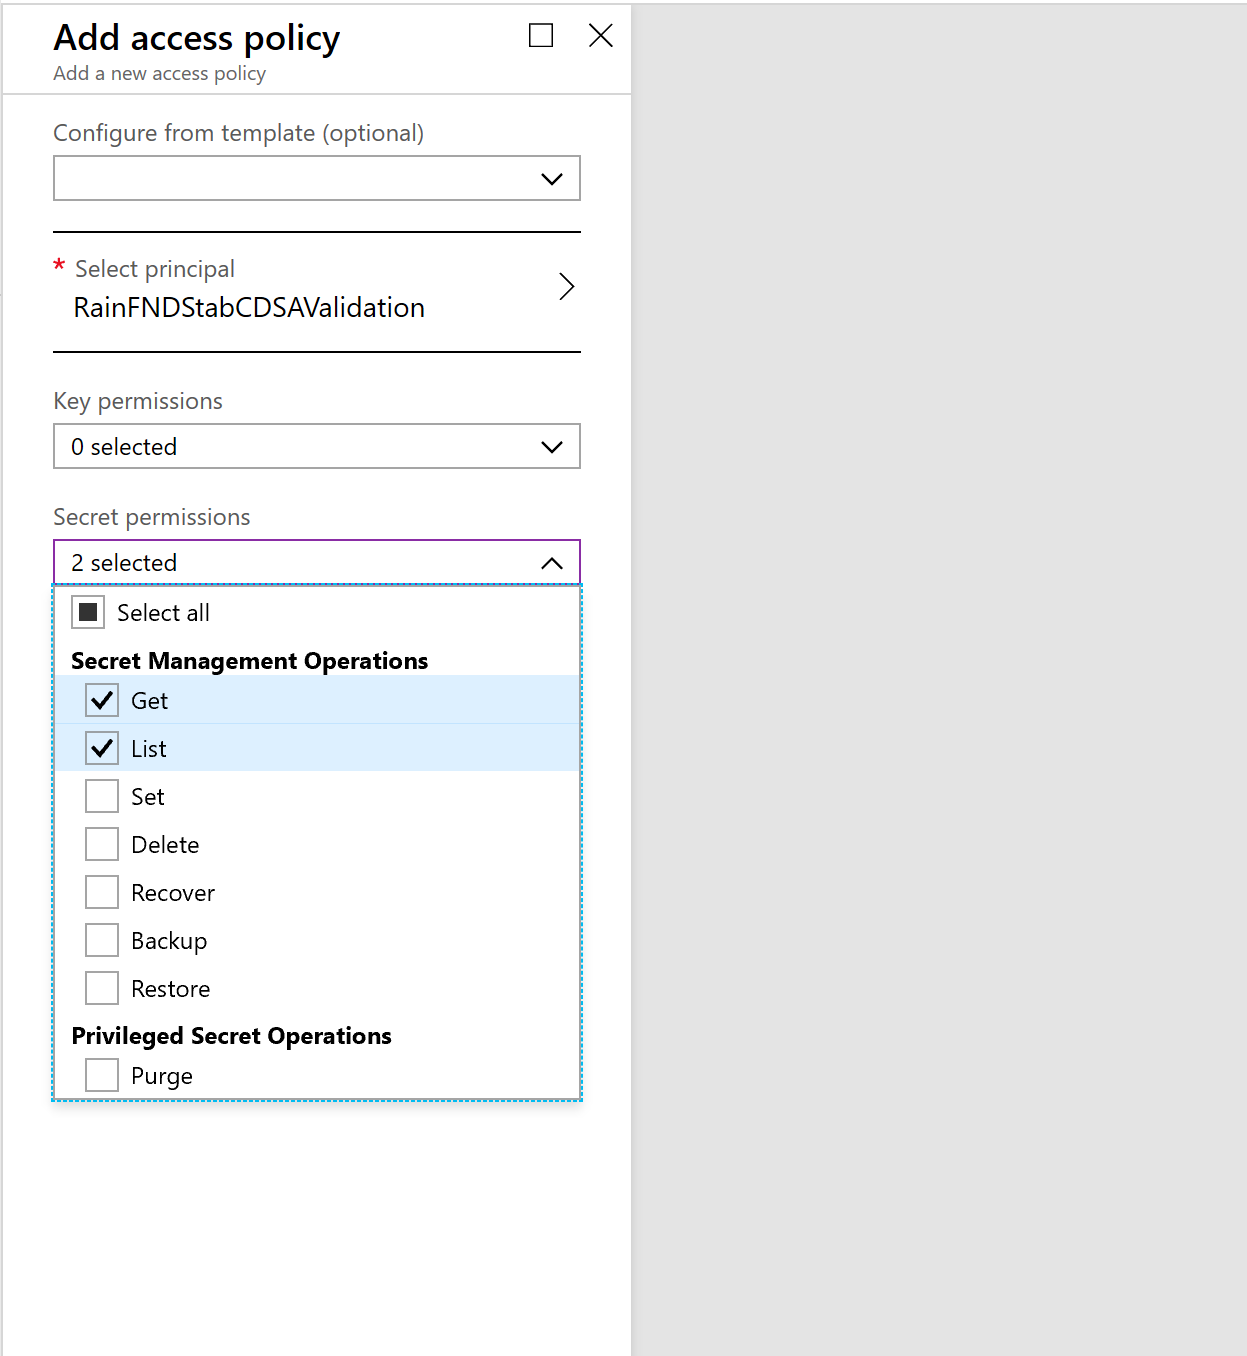 Add access policy
Add a new access policy
Configure from template (optional)
* Select principal
RainFNDStabCDSAValidation
Key permissions
0 selected
Secret permissions
2 selected
Select all
Secret Management Operations
Get
List
Set
Delete
Recover
Backup
Restore
Privileged Secret Operations
Purge